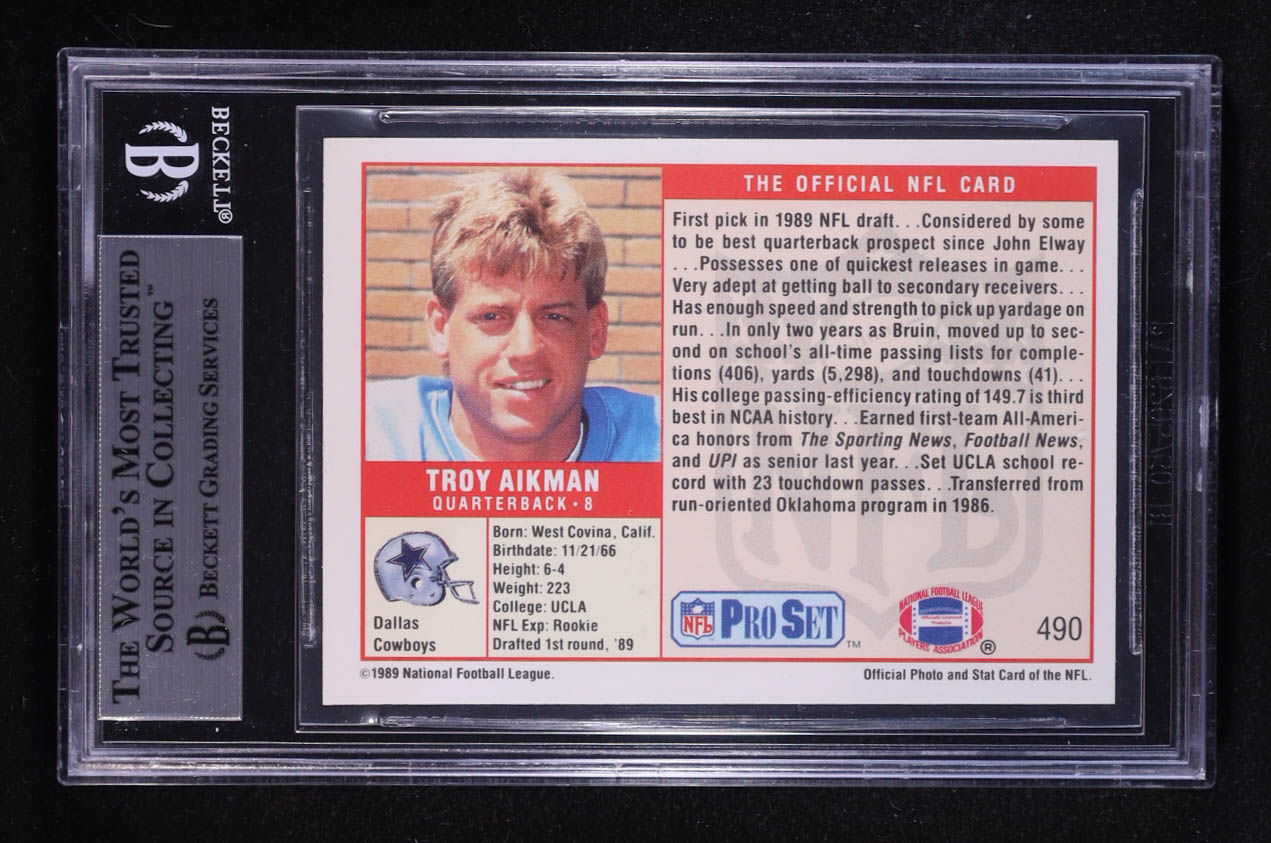 BECKETT®
B
THE WORLD'S MOST TRUSTED
SOURCE IN COLLECTING™
B BECKETT GRADING SERVICES
THE OFFICIAL NFL CARD
First pick in 1989 NFL draft. . .Considered by some
to be best quarterback prospect since John Elway
. . .Possesses one of quickest releases in game. . .
Very adept at getting ball to secondary receivers. . .
Has enough speed and strength to pick up yardage on
run. . .In only two years as Bruin, moved up to sec-
ond on school's all-time passing lists for comple-
tions (406), yards (5,298), and touchdowns (41). . .
His college passing-efficiency rating of 149.7 is third
best in NCAA history. . .Earned first-team All-Ameri-
ca honors from The Sporting News, Football News,
and UPI as senior last year. . .Set UCLA school re-
cord with 23 touchdown passes. . .Transferred from
run-oriented Oklahoma program in 1986.
NFL
TROY AIKMAN
QUARTERBACK • 8
Dallas
Cowboys
Born: West Covina, Calif.
Birthdate: 11/21/66
Height: 6-4
Weight: 223
College: UCLA
NFL Exp: Rookie
Drafted 1st round, '89
NFL PRO SET™
NATIONAL FOOTBALL LEAGUE
Officially Licensed
Products
PLAYERS ASSOCIATION®
490
©1989 National Football League.
Official Photo and Stat Card of the NFL.